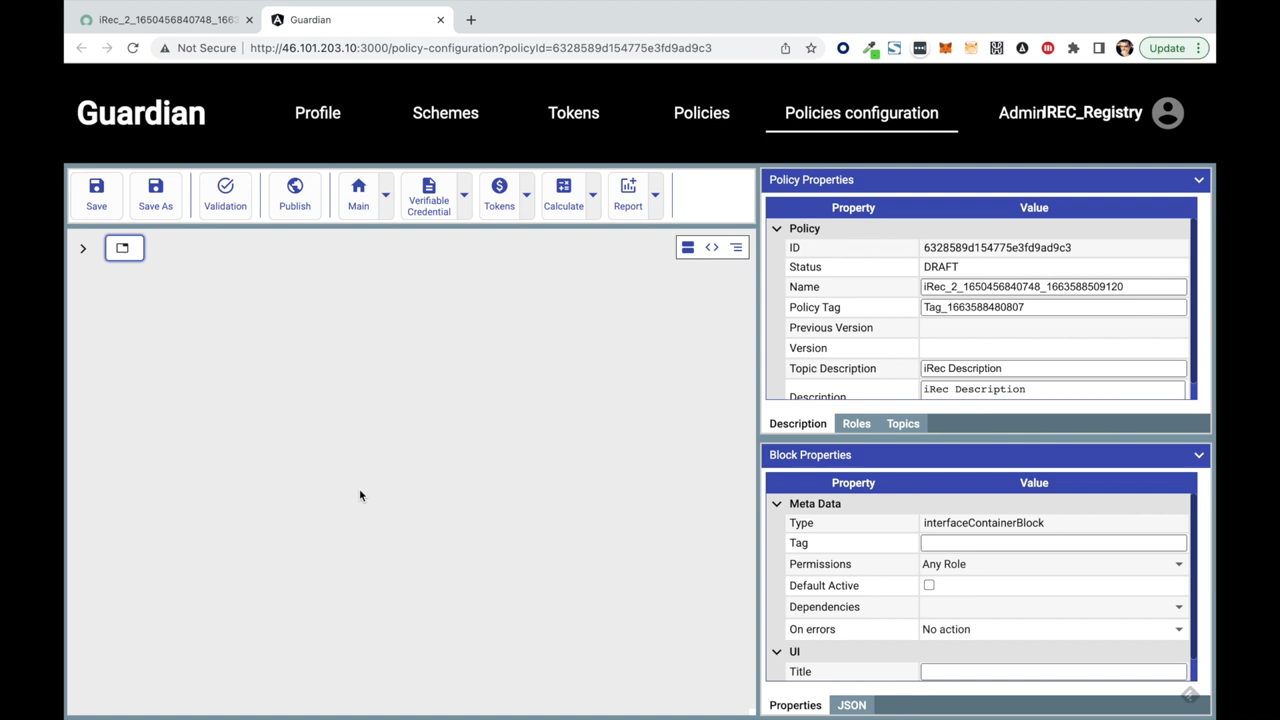 iRec_2_1650456840748_1663
Guardian
Not Secure
http://46.101.203.10:3000/policy-configuration?policyId=6328589d154775e3fd9ad9c3
Update
Guardian
Profile
Schemes
Tokens
Policies
Policies configuration
AdminIREC_Registry
Save
Save As
Validation
Publish
Main
Verifiable
Credential
Tokens
Calculate
Report
Policy Properties
Property Value
Policy
ID 6328589d154775e3fd9ad9c3
Status DRAFT
Name iRec_2_1650456840748_1663588509120
Policy Tag Tag_1663588480807
Previous Version
Version
Topic Description iRec Description
Description iRec Description
Description Roles Topics
Block Properties
Property Value
Meta Data
Type interfaceContainerBlock
Tag
Permissions Any Role
Default Active
Dependencies
On errors No action
UI
Title
Properties JSON